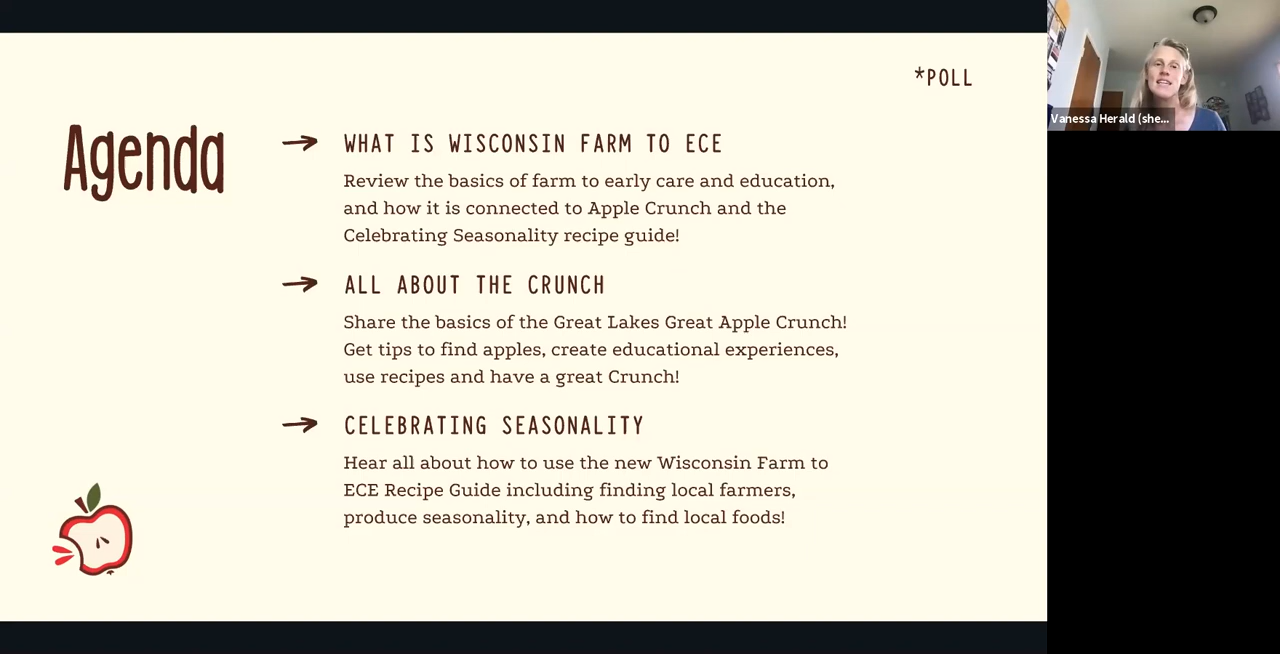 *POLL
Agenda
WHAT IS WISCONSIN FARM TO ECE
Review the basics of farm to early care and education,
and how it is connected to Apple Crunch and the
Celebrating Seasonality recipe guide!
ALL ABOUT THE CRUNCH
Share the basics of the Great Lakes Great Apple Crunch!
Get tips to find apples, create educational experiences,
use recipes and have a great Crunch!
CELEBRATING SEASONALITY
Hear all about how to use the new Wisconsin Farm to
ECE Recipe Guide including finding local farmers,
produce seasonality, and how to find local foods!
Vanessa Herald (she...